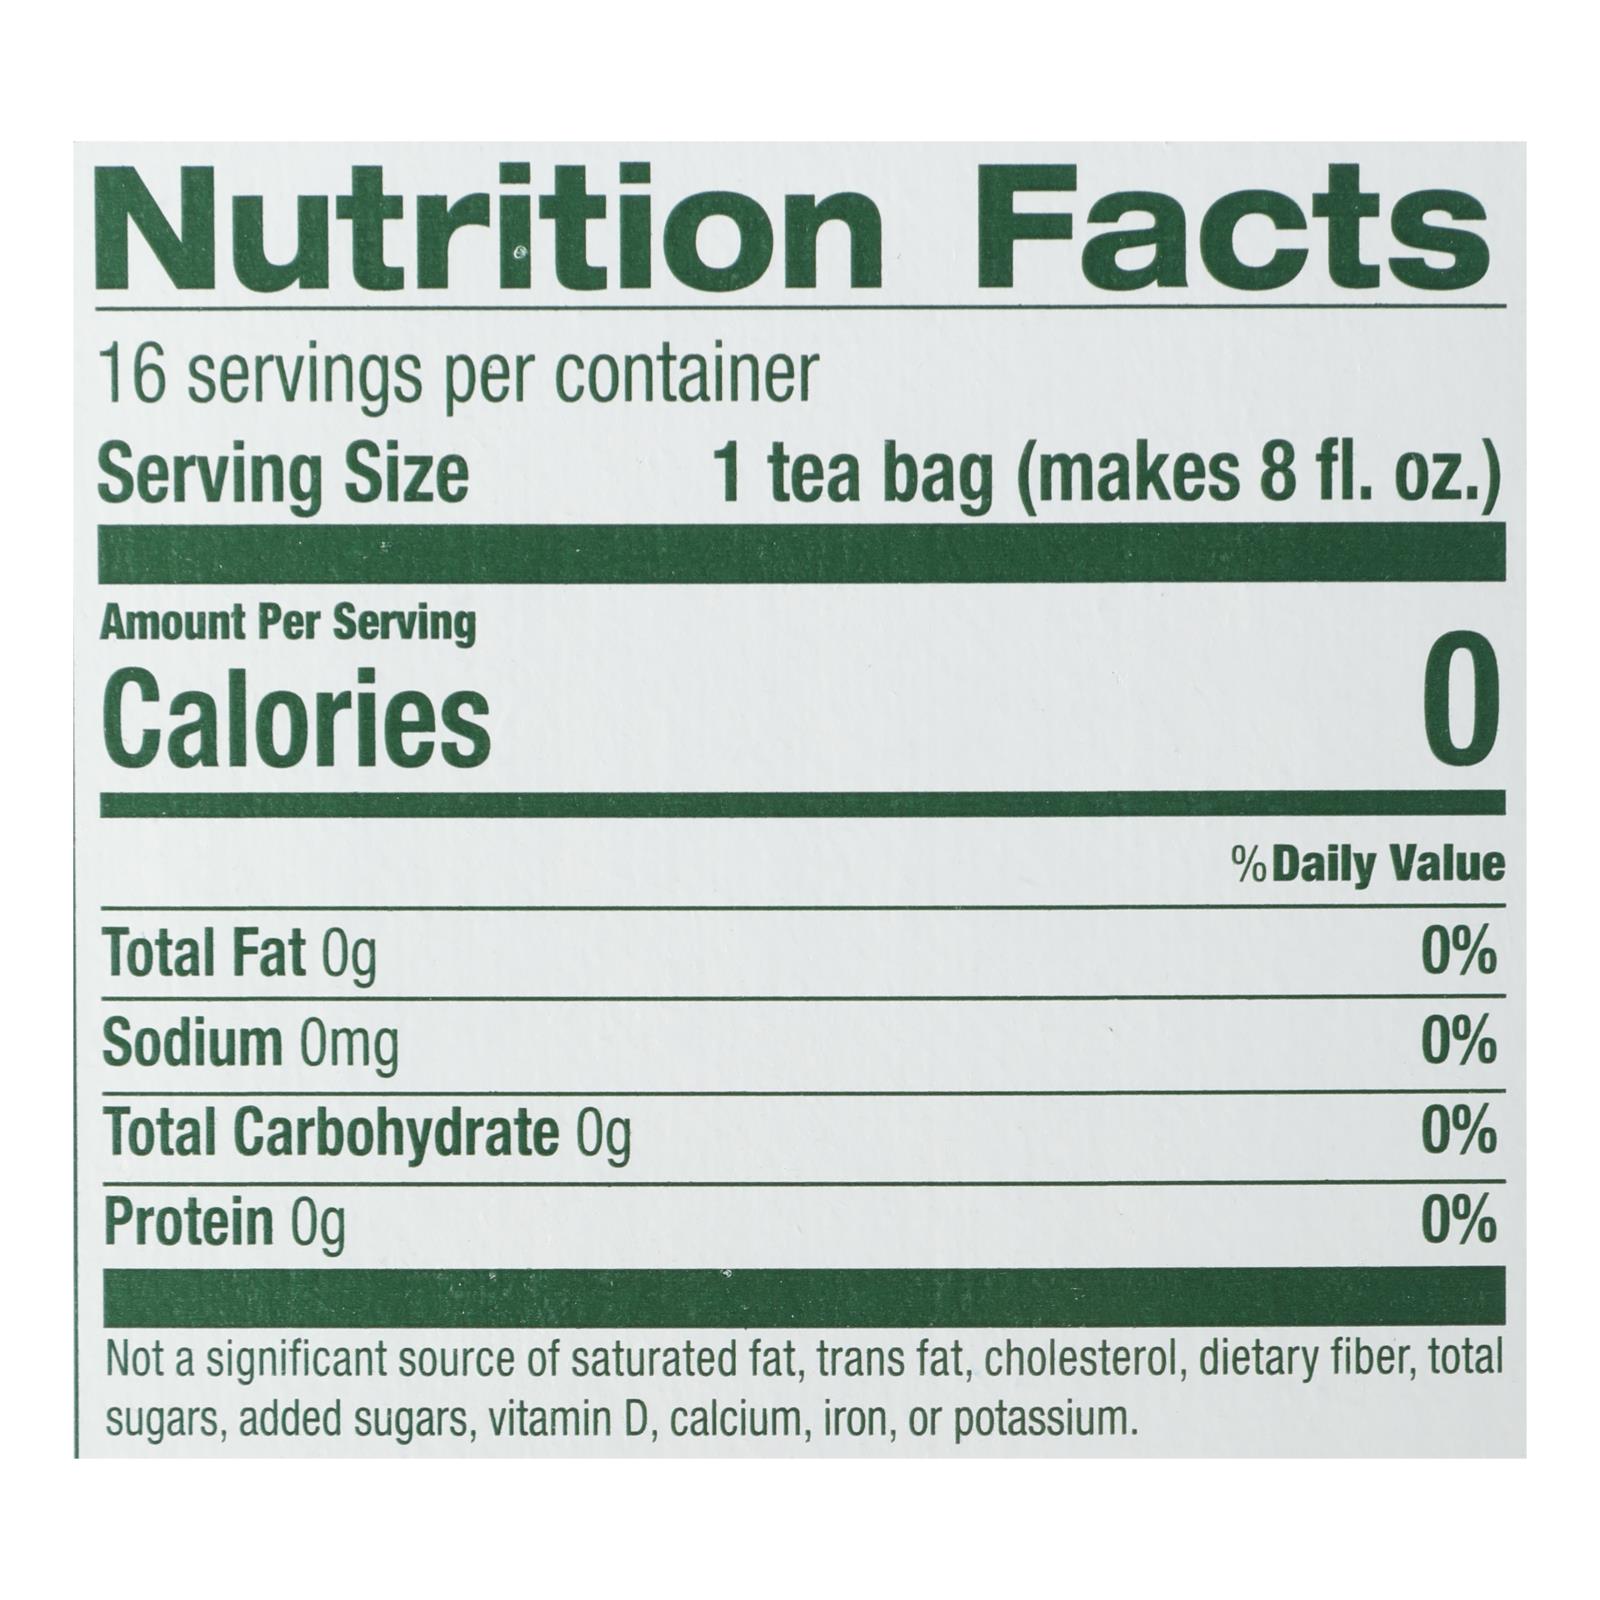 Nutrition Facts
16 servings per container
Serving Size 1 tea bag (makes 8 fl. oz.)
Amount Per Serving
Calories 0
% Daily Value
Total Fat 0g 0%
Sodium 0mg 0%
Total Carbohydrate 0g 0%
Protein 0g 0%
Not a significant source of saturated fat, trans fat, cholesterol, dietary fiber, total
sugars, added sugars, vitamin D, calcium, iron, or potassium.